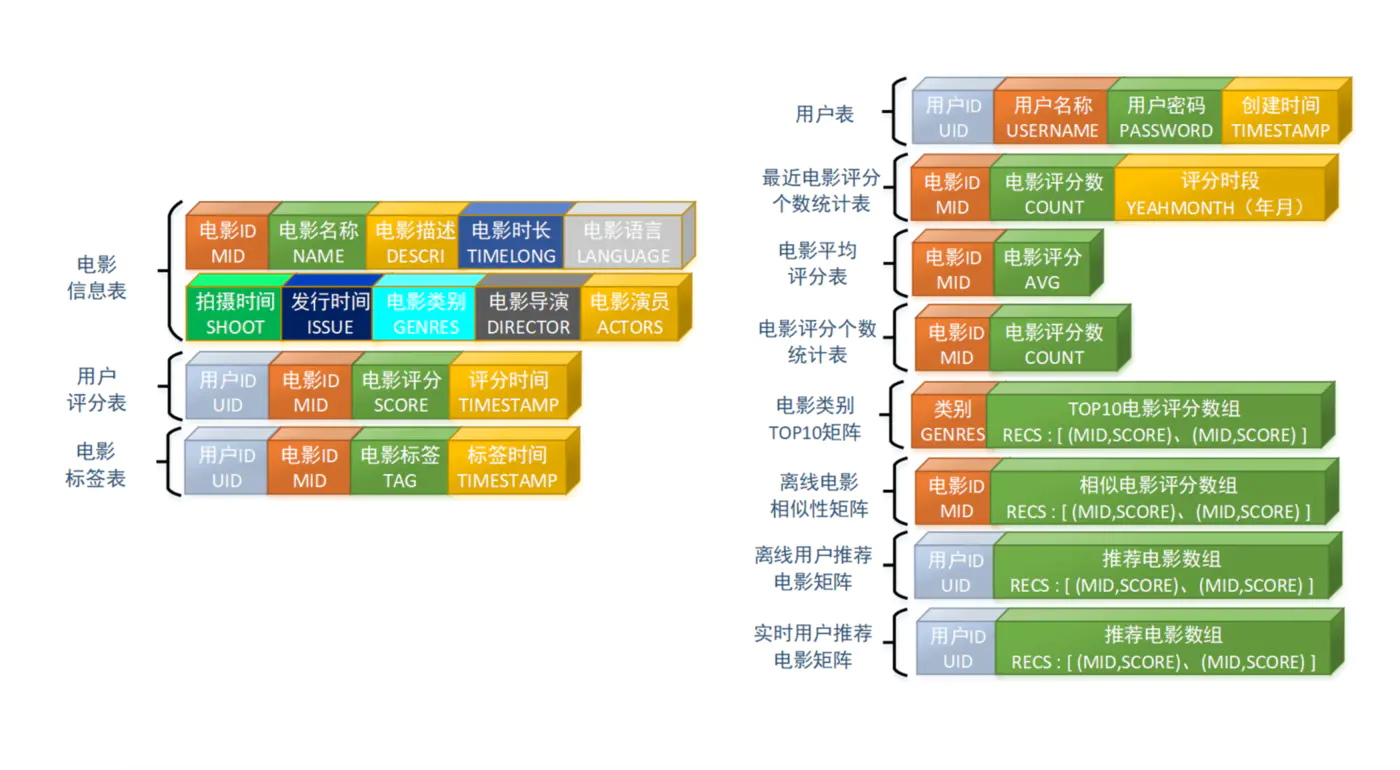 电影
信息表
电影ID 电影名称 电影描述 电影时长 电影语言
MID NAME DESCRI TIMELONG LANGUAGE
拍摄时间 发行时间 电影类别 电影导演 电影演员
SHOOT ISSUE GENRES DIRECTOR ACTORS
用户
评分表
用户ID 电影ID 电影评分 评分时间
UID MID SCORE TIMESTAMP
电影
标签表
用户ID 电影ID 电影标签 标签时间
UID MID TAG TIMESTAMP
用户表
用户ID 用户名称 用户密码 创建时间
UID USERNAME PASSWORD TIMESTAMP
最近电影评分
个数统计表
电影ID 电影评分数 评分时段
MID COUNT YEAHMONTH（年月）
电影平均
评分表
电影ID 电影评分
MID AVG
电影评分个数
统计表
电影ID 电影评分数
MID COUNT
电影类别
TOP10矩阵
类别 TOP10电影评分数组
GENRES RECS : [ (MID,SCORE)、(MID,SCORE) ]
离线电影
相似性矩阵
电影ID 相似电影评分数组
MID RECS : [ (MID,SCORE)、(MID,SCORE) ]
离线用户推荐
电影矩阵
用户ID 推荐电影数组
UID RECS : [ (MID,SCORE)、(MID,SCORE) ]
实时用户推荐
电影矩阵
用户ID 推荐电影数组
UID RECS : [ (MID,SCORE)、(MID,SCORE) ]